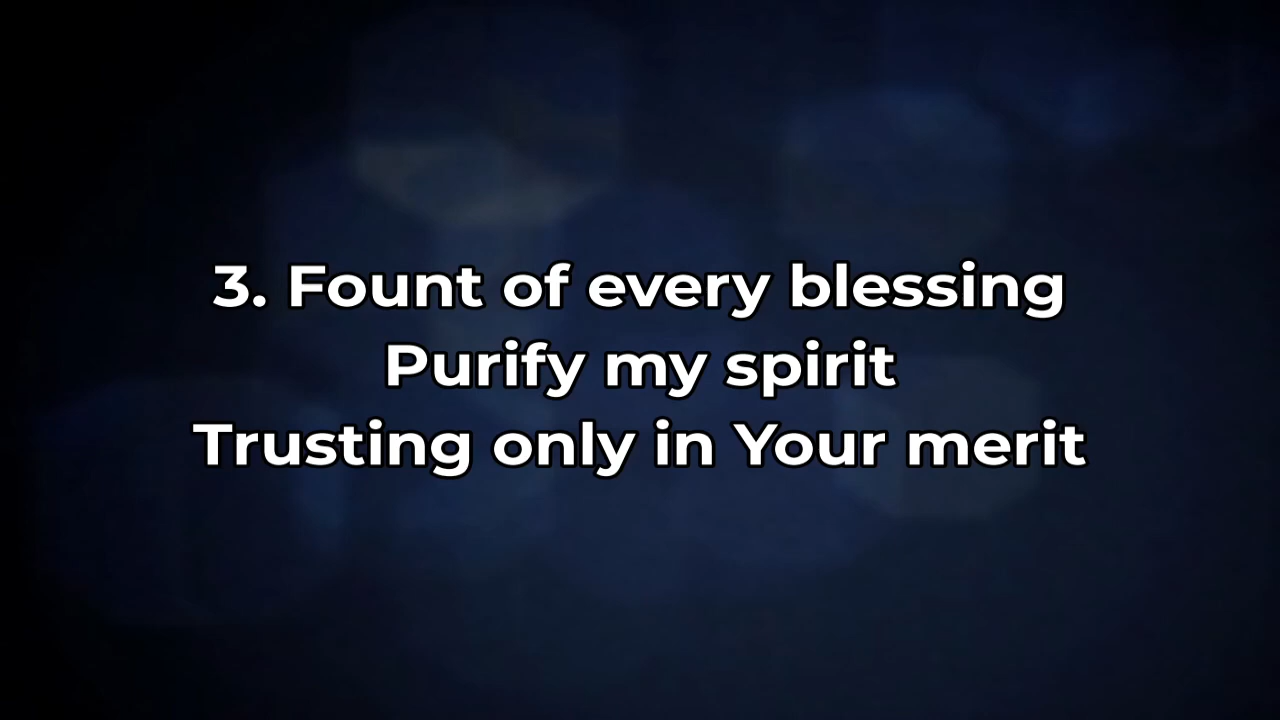 3. Fount of every blessing
Purify my spirit
Trusting only in Your merit